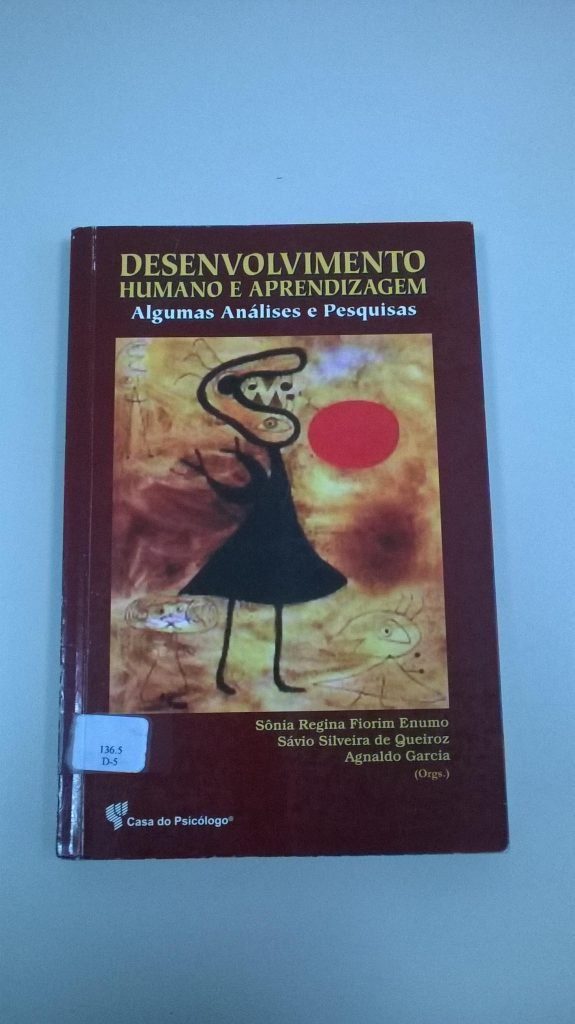 DESENVOLVIMENTO
HUMANO E APRENDIZAGEM
Algumas Análises e Pesquisas
Sônia Regina Fiorim Enumo
Sávio Silveira de Queiroz
Agnaldo Garcia
(Orgs.)
136.5
D-5
Casa do Psicólogo®